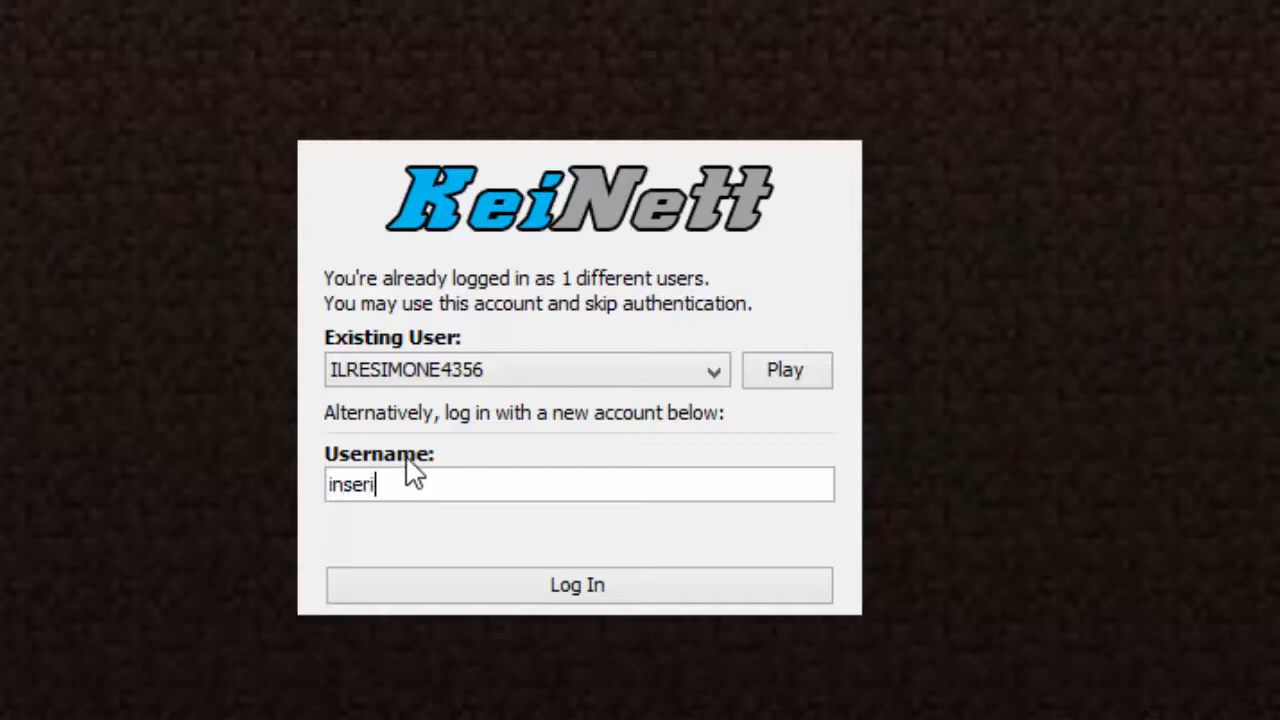 KeiNett
You're already logged in as 1 different users.
You may use this account and skip authentication.
Existing User:
ILRESIMONE4356
Play
Alternatively, log in with a new account below:
Username:
inseri
Log In